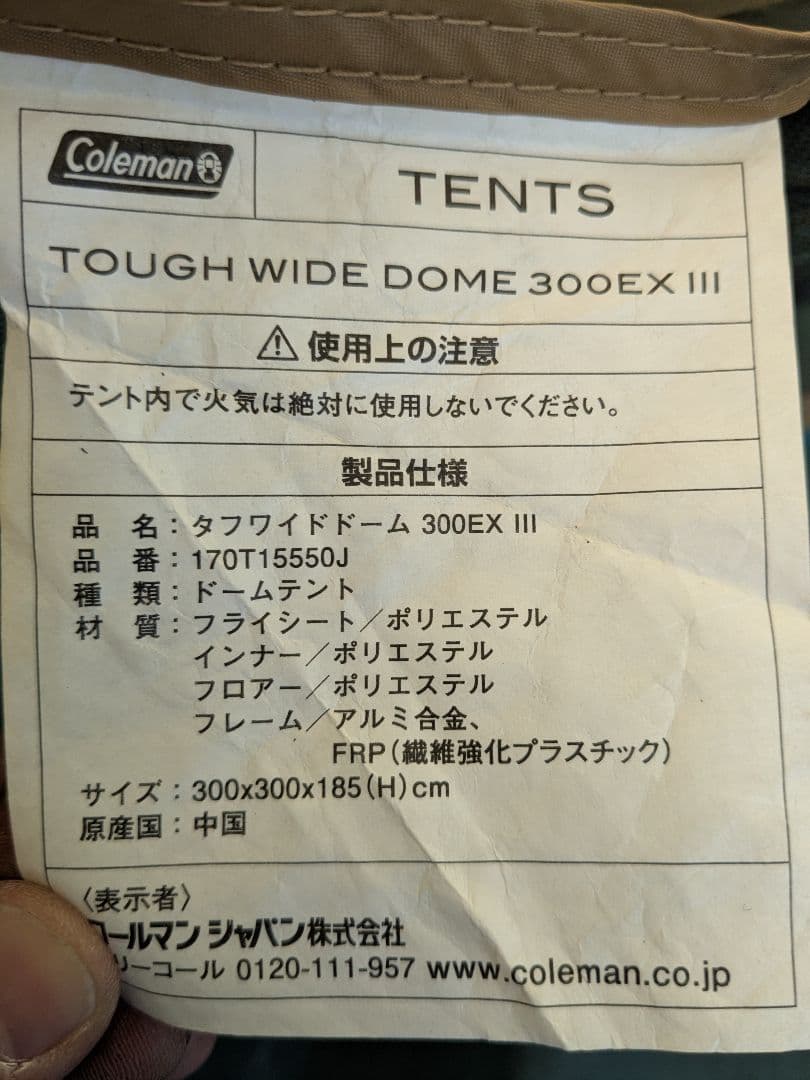 Coleman
TENTS
TOUGH WIDE DOME 300EX III
使用上の注意
テント内で火気は絶対に使用しないでください。
製品仕様
品 名：タフワイドドーム 300EX III
品 番：170T15550J
種 類：ドームテント
材 質：フライシート／ポリエステル
インナー／ポリエステル
フロアー／ポリエステル
フレーム／アルミ合金、
FRP（繊維強化プラスチック）
サイズ：300x300x185(H)cm
原産国：中国
〈表示者〉
コールマン ジャパン株式会社
リーコール 0120-111-957 www.coleman.co.jp